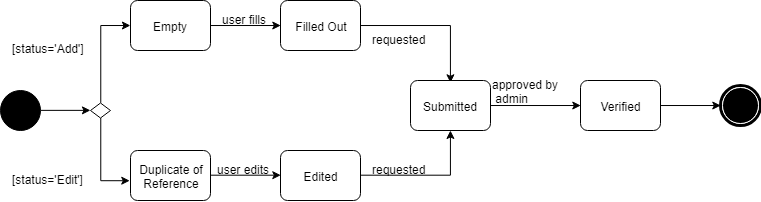 Empty
user fills
Filled Out
[status='Add']
requested
Submitted
approved by
admin
Verified
[status='Edit']
Duplicate of
Reference
user edits
Edited
requested